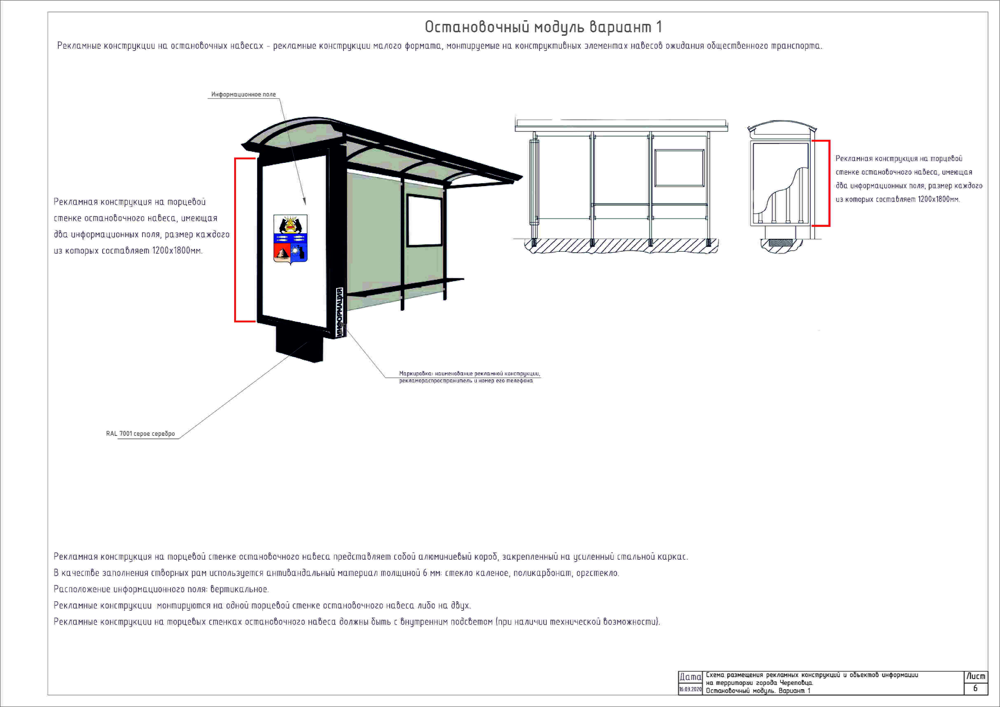 Остановочный модуль вариант 1
Рекламные конструкции на остановочных навесах - рекламные конструкции малого формата, монтируемые на конструктивных элементах навесов ожидания общественного транспорта.
Информационное поле
Рекламная конструкция на торцевой
стенке остановочного навеса, имеющая
два информационных поля, размер каждого
из которых составляет 1200х1800мм.
Рекламная конструкция на торцевой
стенке остановочного навеса, имеющая
два информационных поля, размер каждого
из которых составляет 1200х1800мм.
ИНФОРМАЦИЯ
Маркировка: наименование рекламной конструкции,
рекламораспространитель и номер его телефона
RAL 7001 серое серебро
Рекламная конструкция на торцевой стенке остановочного навеса представляет собой алюминиевый короб, закрепленный на усиленный стальной каркас.
В качестве заполнения створных рам используется антивандальный материал толщиной 6 мм: стекло каленое, поликарбонат, оргстекло.
Расположение информационного поля: вертикальное.
Рекламные конструкции монтируются на одной торцевой стенке остановочного навеса либо на двух.
Рекламные конструкции на торцевых стенках остановочного навеса должны быть с внутренним подсветом (при наличии технической возможности).
Дата
16.03.2020
Схема размещения рекламных конструкций и объектов информации
на территории города Череповца.
Остановочный модуль. Вариант 1
Лист
6